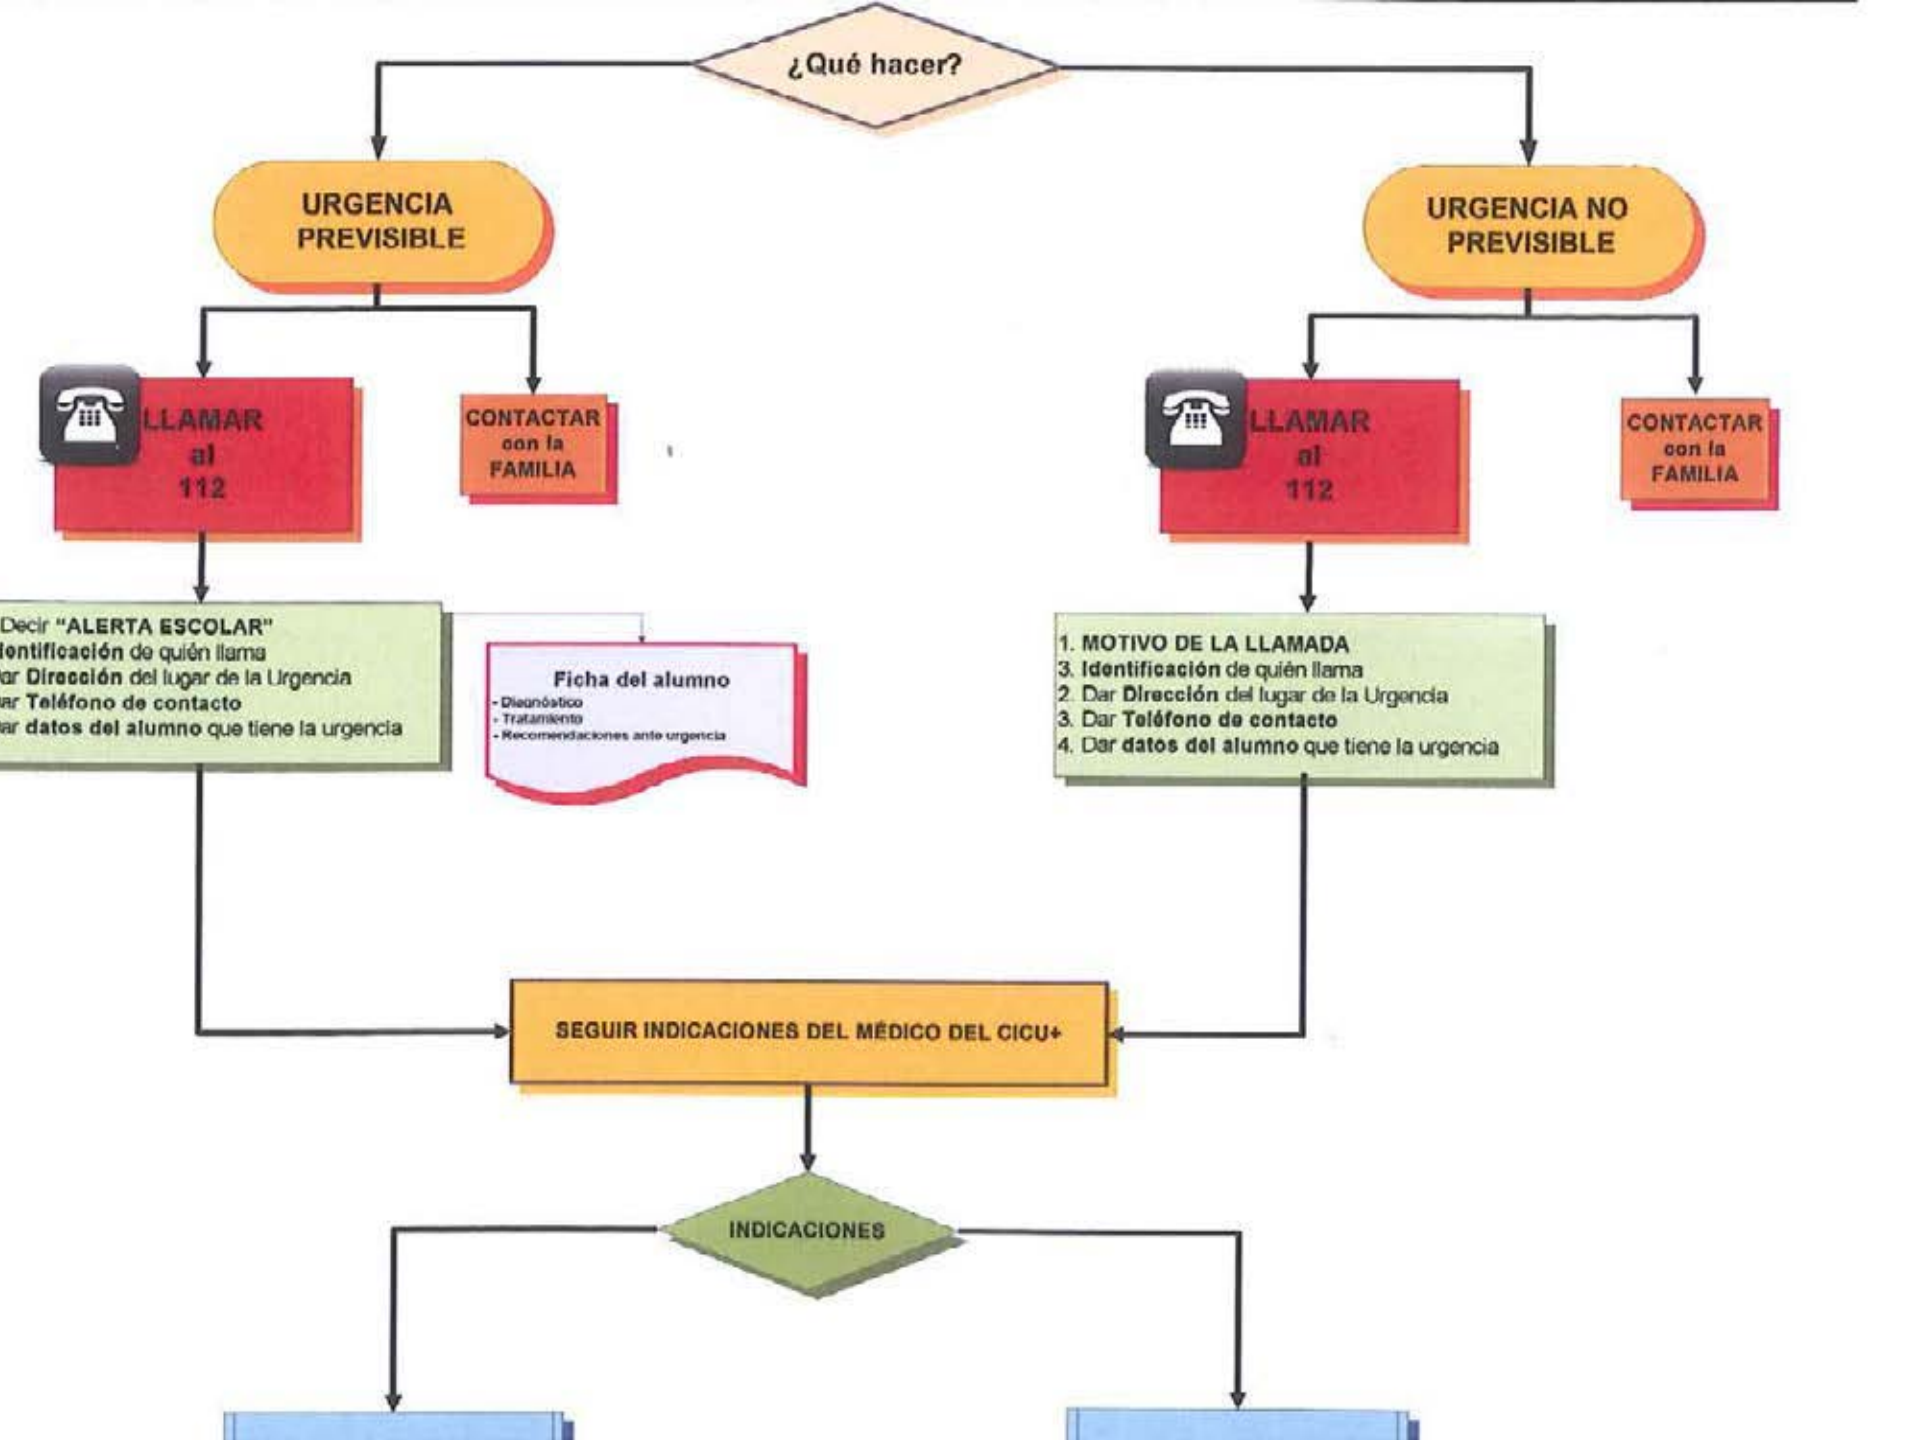 ¿Qué hacer?
URGENCIA
PREVISIBLE
URGENCIA NO
PREVISIBLE
LLAMAR
al
112
CONTACTAR
con la
FAMILIA
LLAMAR
al
112
CONTACTAR
con la
FAMILIA
Decir "ALERTA ESCOLAR"
de quién llama
Dirección del lugar de la Urgencia
Teléfono de contacto
datos del alumno que tiene la urgencia
Ficha del alumno
- Diagnóstico
- Tratamiento
- Recomendaciones ante urgencia
1. MOTIVO DE LA LLAMADA
3. Identificación de quién llama
2. Dar Dirección del lugar de la Urgencia
3. Dar Teléfono de contacto
4. Dar datos del alumno que tiene la urgencia
SEGUIR INDICACIONES DEL MÉDICO DEL CICU+
INDICACIONES